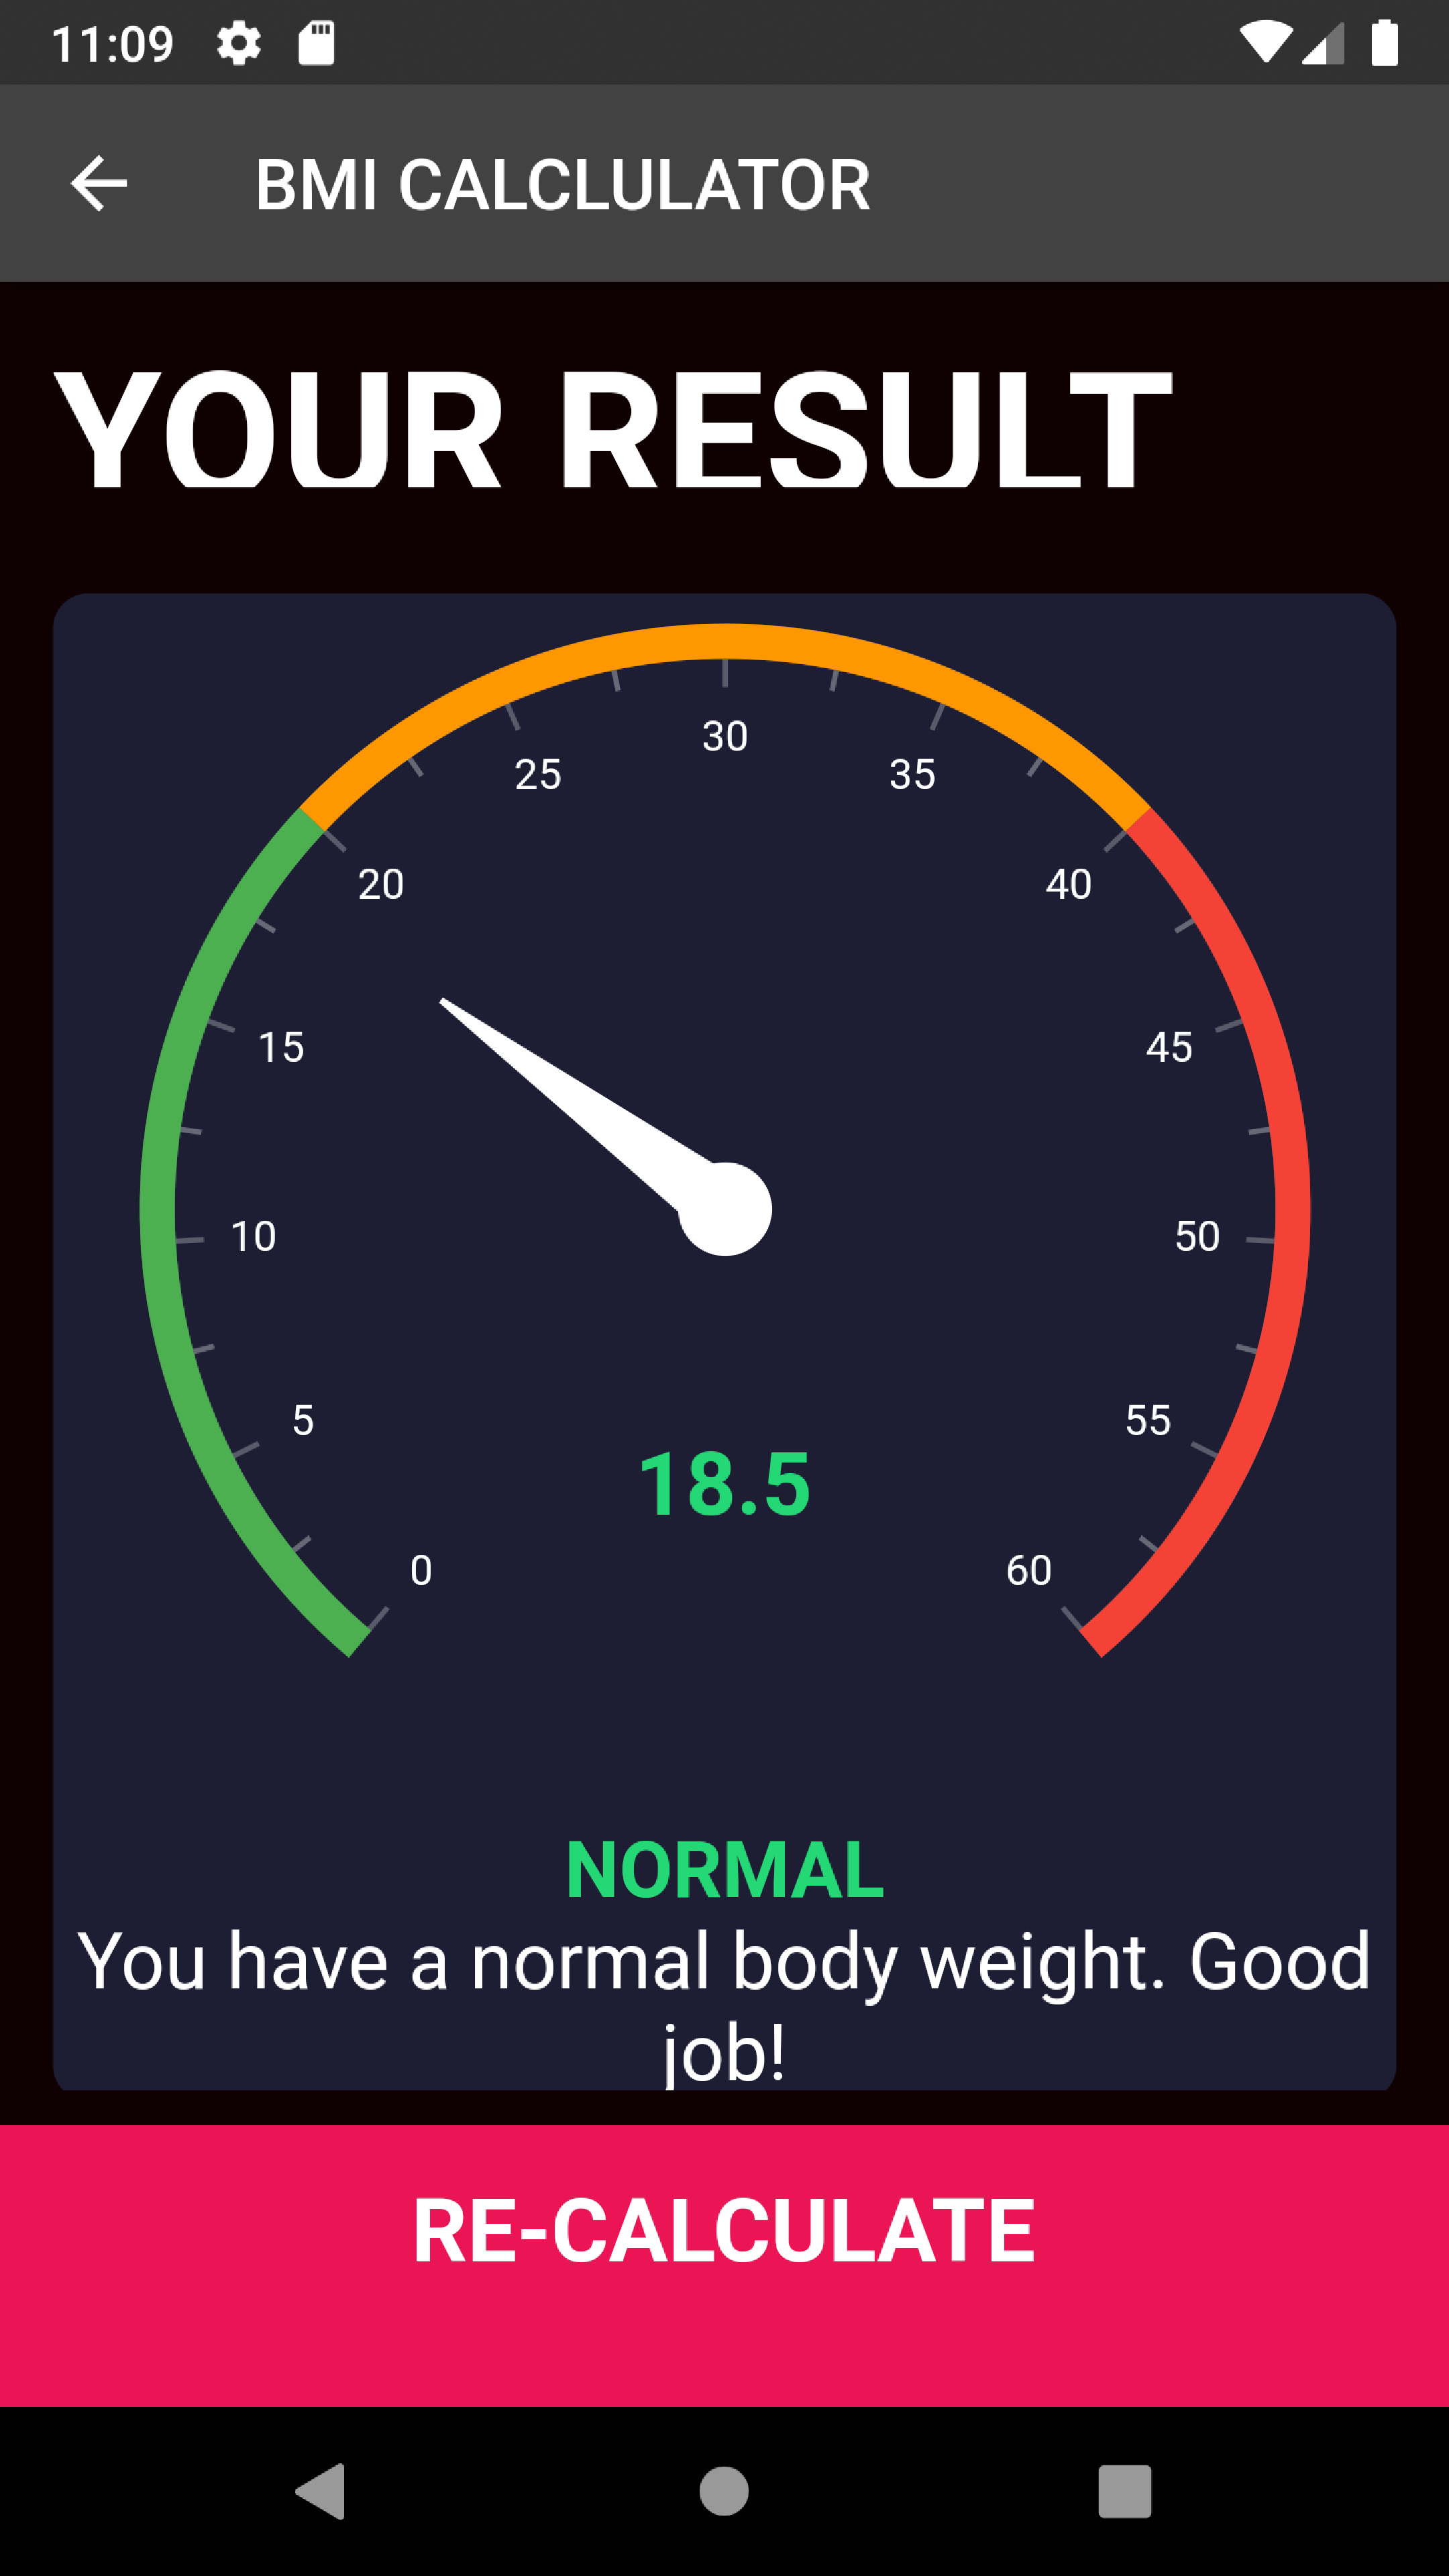 11:09
BMI CALCLULATOR
YOUR RESULT
30
25
35
20
40
15
45
10
50
5
55
18.5
0
60
NORMAL
You have a normal body weight. Good
job!
RE-CALCULATE